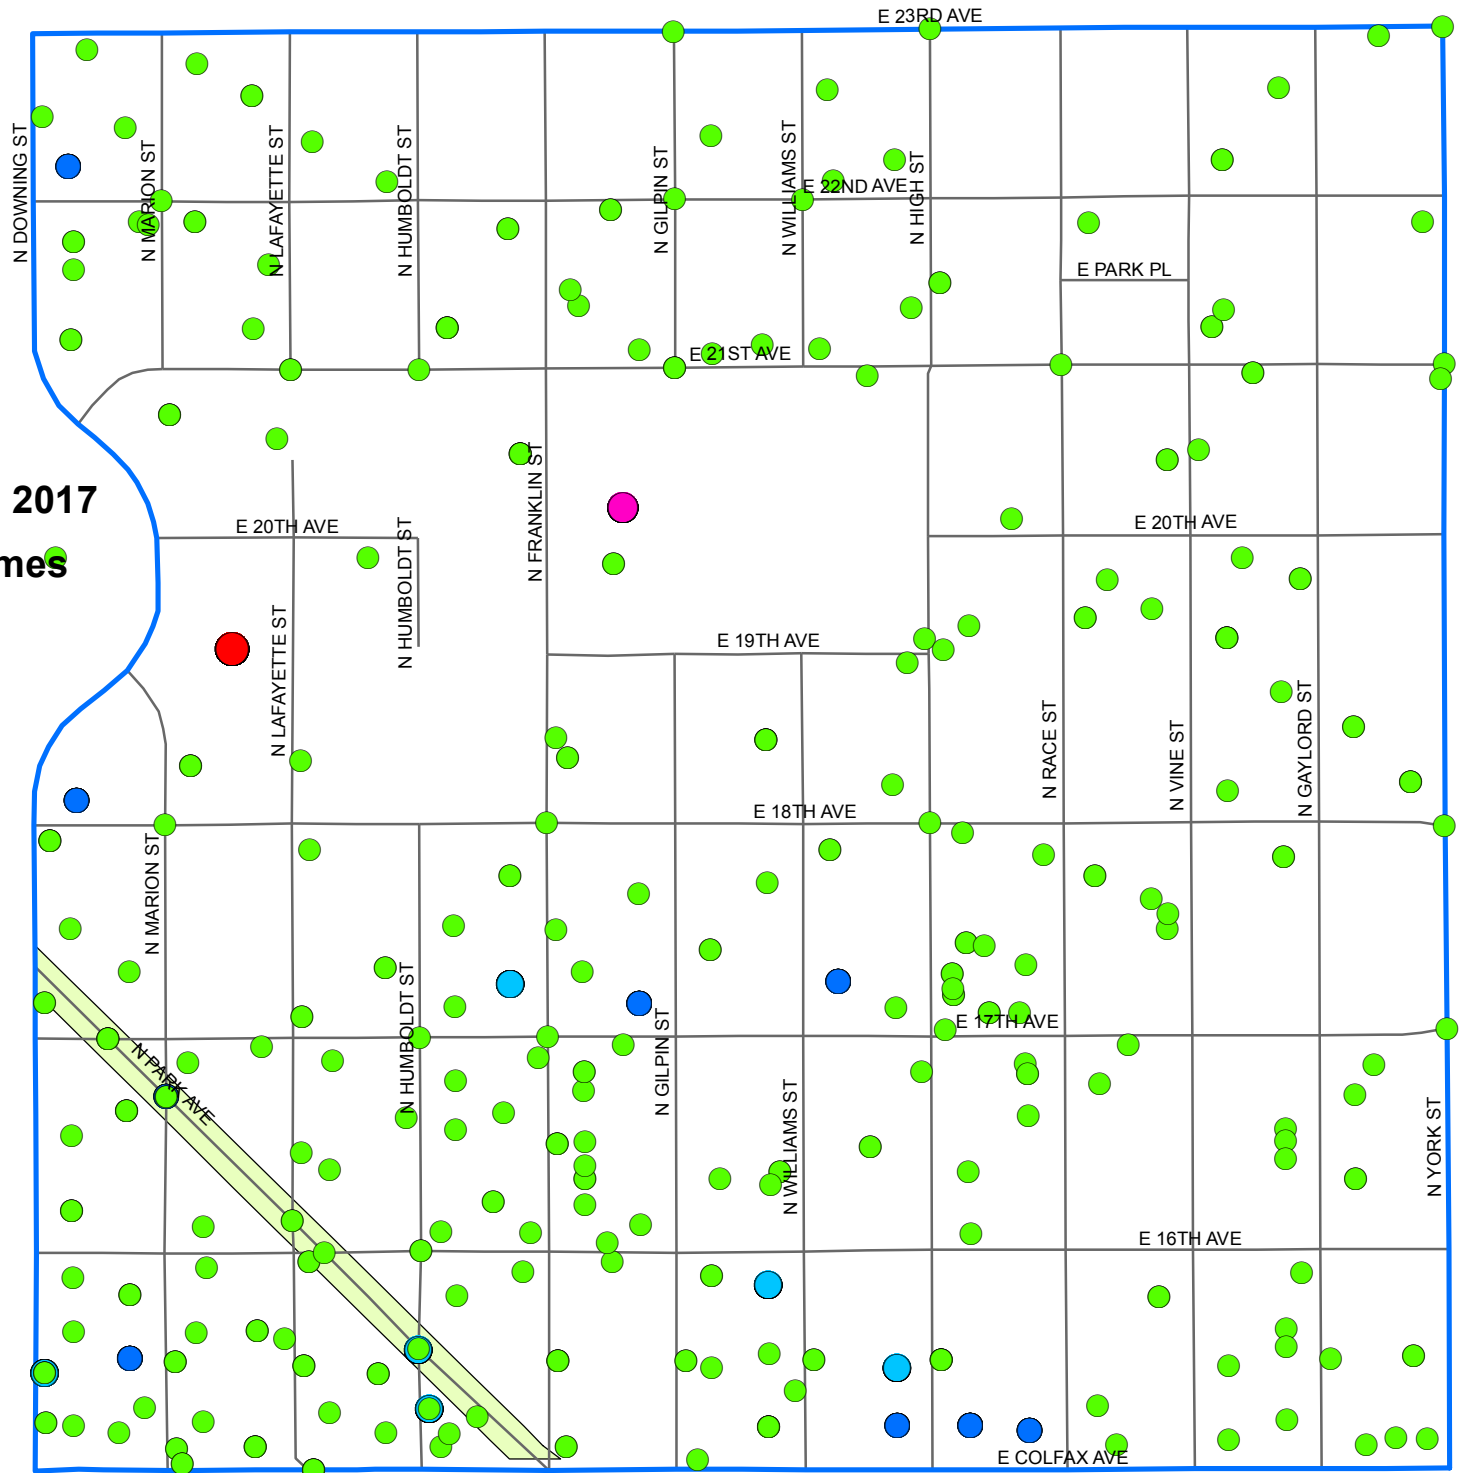 E 23RD AVE
N DOWNING ST
N MARION ST
N LAFAYETTE ST
N HUMBOLDT ST
N GILPIN ST
N WILLIAMS ST
E 22ND AVE
N HIGH ST
E PARK PL
E 21ST AVE
2017
mes
E 20TH AVE
N HUMBOLDT ST
N FRANKLIN ST
E 20TH AVE
N LAFAYETTE ST
E 19TH AVE
N RACE ST
N VINE ST
N GAYLORD ST
E 18TH AVE
N MARION ST
N HUMBOLDT ST
N GILPIN ST
E 17TH AVE
N PARK AVE
N WILLIAMS ST
N YORK ST
E 16TH AVE
E COLFAX AVE